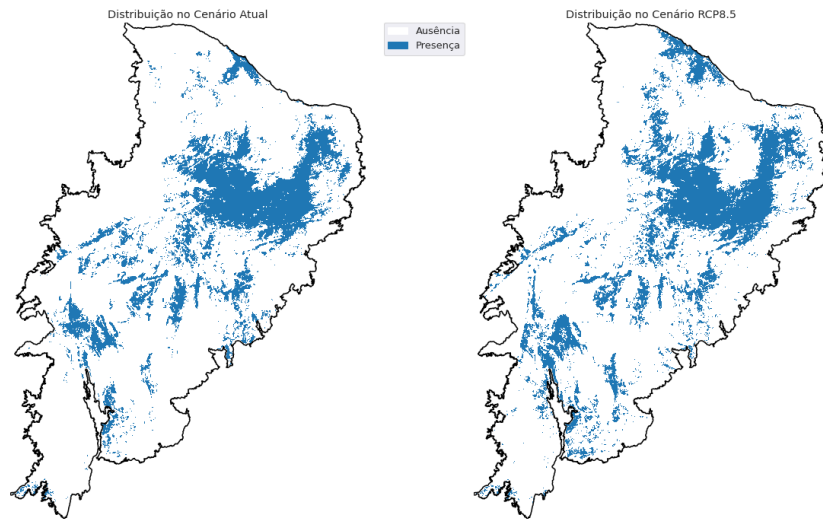 Distribuição no Cenário Atual
Distribuição no Cenário RCP8.5
Ausência
Presença